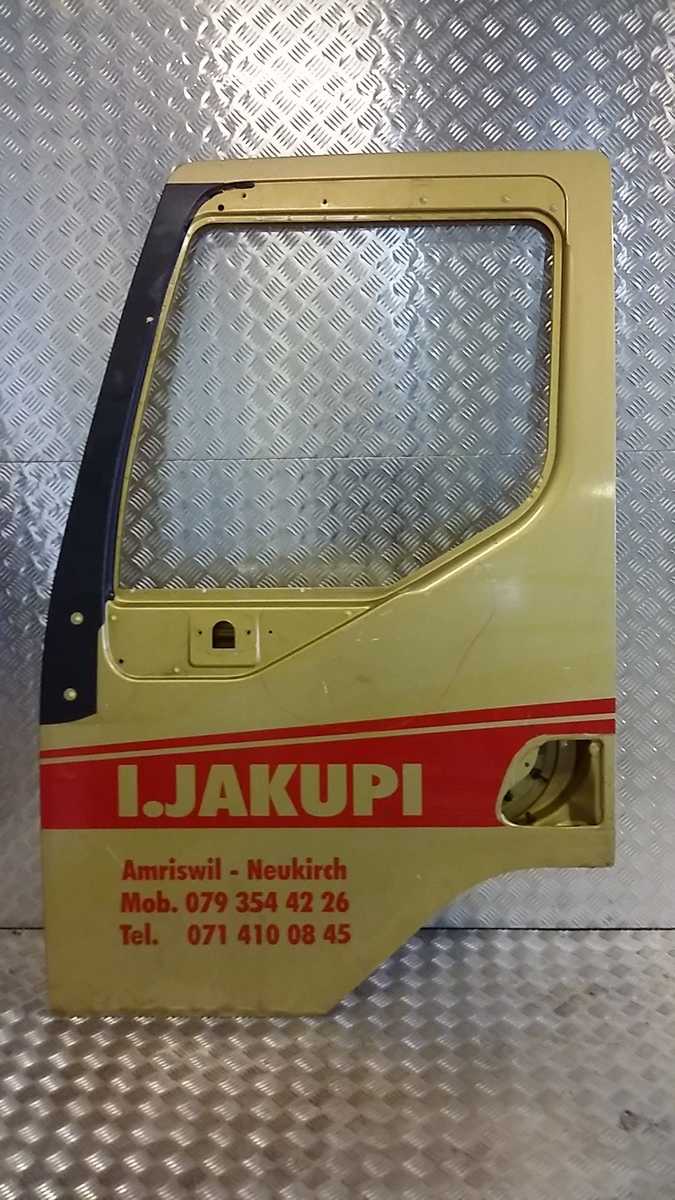 I.JAKUPI
Amriswil - Neukirch
Mob. 079 354 42 26
Tel. 071 410 08 45